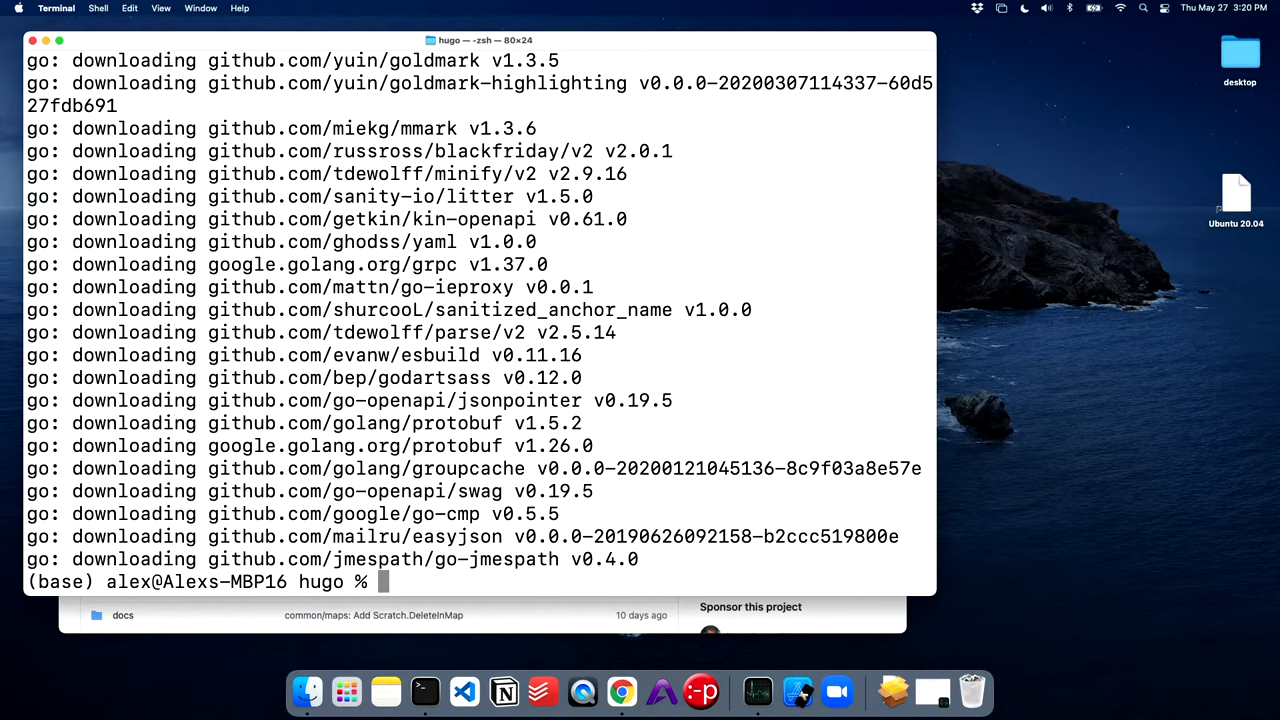 Terminal Shell Edit View Window Help Thu May 27 3:20 PM
hugo — -zsh — 80×24
go: downloading github.com/yuin/goldmark v1.3.5
go: downloading github.com/yuin/goldmark-highlighting v0.0.0-20200307114337-60d5
27fdb691
go: downloading github.com/miekg/mmark v1.3.6
go: downloading github.com/russross/blackfriday/v2 v2.0.1
go: downloading github.com/tdewolff/minify/v2 v2.9.16
go: downloading github.com/sanity-io/litter v1.5.0
go: downloading github.com/getkin/kin-openapi v0.61.0
go: downloading github.com/ghodss/yaml v1.0.0
go: downloading google.golang.org/grpc v1.37.0
go: downloading github.com/mattn/go-ieproxy v0.0.1
go: downloading github.com/shurcooL/sanitized_anchor_name v1.0.0
go: downloading github.com/tdewolff/parse/v2 v2.5.14
go: downloading github.com/evanw/esbuild v0.11.16
go: downloading github.com/bep/godartsass v0.12.0
go: downloading github.com/go-openapi/jsonpointer v0.19.5
go: downloading github.com/golang/protobuf v1.5.2
go: downloading google.golang.org/protobuf v1.26.0
go: downloading github.com/golang/groupcache v0.0.0-20200121045136-8c9f03a8e57e
go: downloading github.com/go-openapi/swag v0.19.5
go: downloading github.com/google/go-cmp v0.5.5
go: downloading github.com/mailru/easyjson v0.0.0-20190626092158-b2ccc519800e
go: downloading github.com/jmespath/go-jmespath v0.4.0
(base) alex@Alexs-MBP16 hugo %
docs common/maps: Add Scratch.DeleteInMap 10 days ago Sponsor this project
desktop
Ubuntu 20.04
:-p